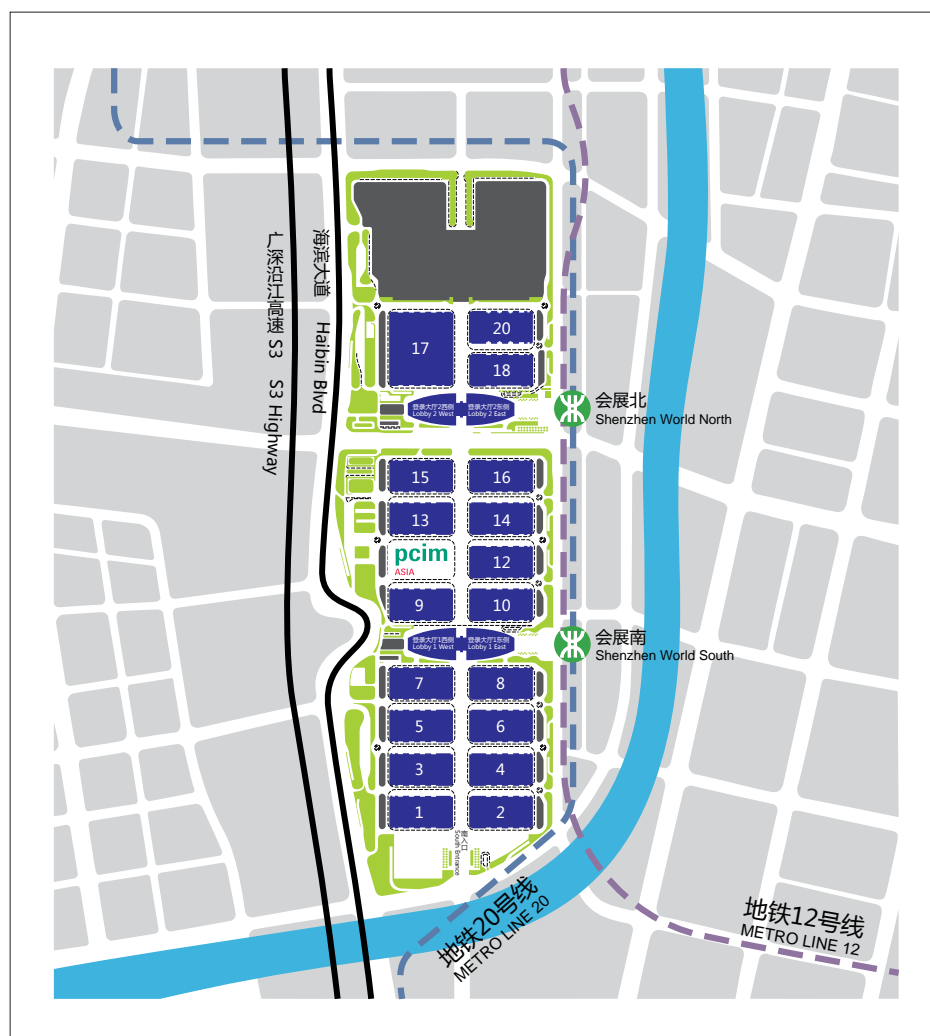 海滨大道 Haibin Blvd
广深沿江高速 S3 S3 Highway
17
20
18
登录大厅2西侧
Lobby 2 West
登录大厅2东侧
Lobby 2 East
会展北
Shenzhen World North
15
16
13
14
pcim
ASIA
12
9
10
登录大厅1西侧
Lobby 1 West
登录大厅1东侧
Lobby 1 East
会展南
Shenzhen World South
7
8
5
6
3
4
1
2
南入口
South Entrance
地铁20号线
METRO LINE 20
地铁12号线
METRO LINE 12